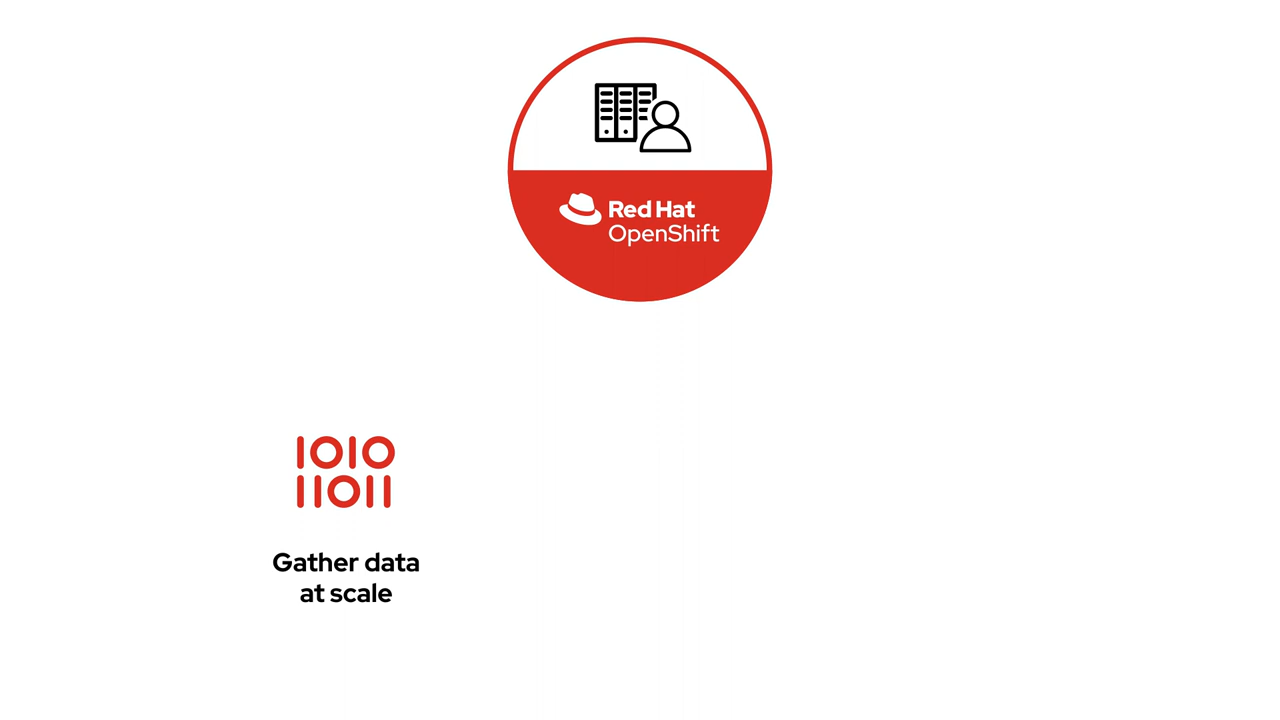 Red Hat
OpenShift
1010
11011
Gather data
at scale